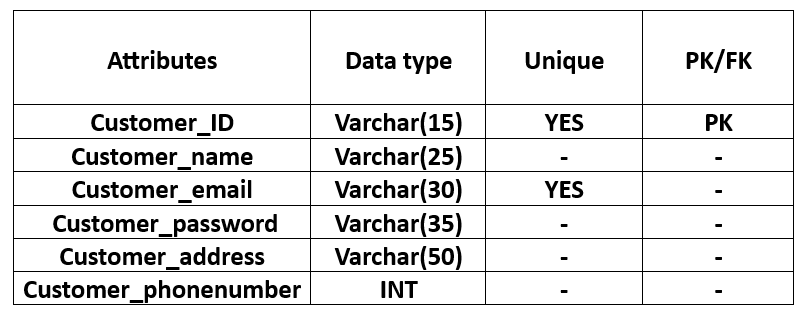 Attributes Data type Unique PK/FK
Customer_ID Varchar(15) YES PK
Customer_name Varchar(25) - -
Customer_email Varchar(30) YES -
Customer_password Varchar(35) - -
Customer_address Varchar(50) - -
Customer_phonenumber INT - -